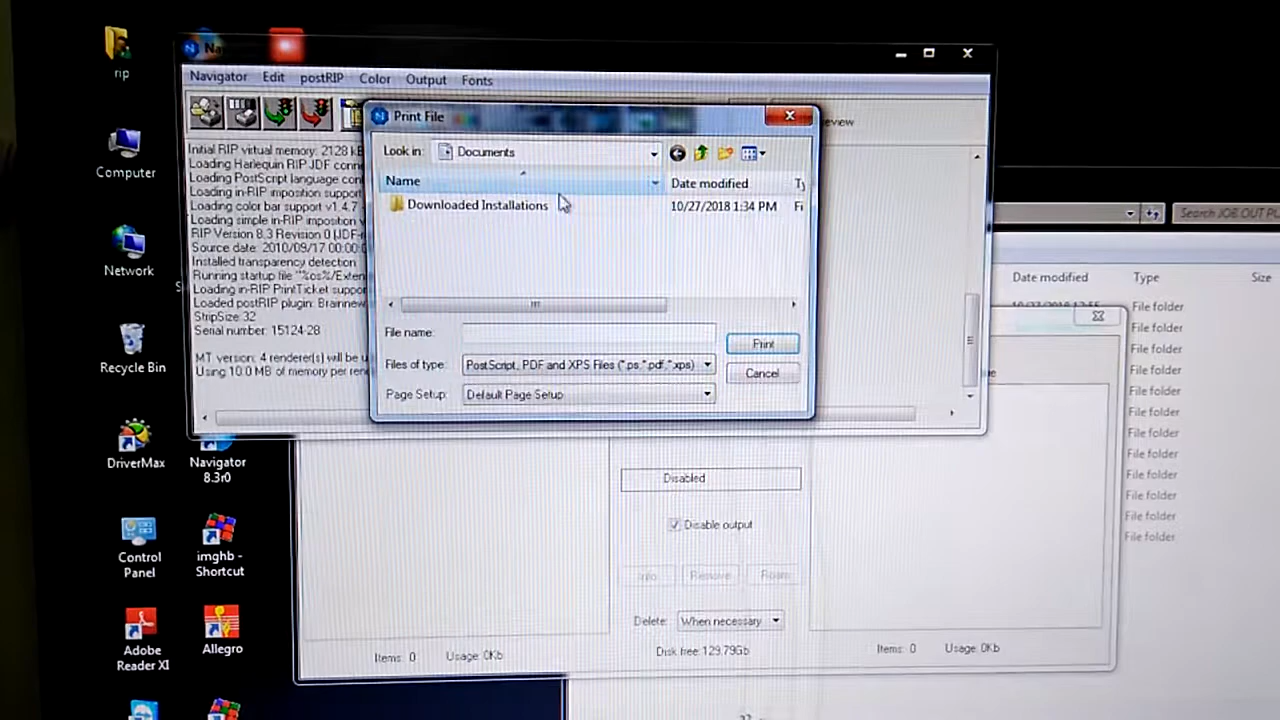 rip
Computer
Network
Recycle Bin
DriverMax
Navigator
8.3r0
Control
Panel
imghb -
Shortcut
Adobe
Reader XI
Allegro
Navigator Edit postRIP Color Output Fonts
Initial RIP virtual memory: 2128
Loading Harlequin RIP JDF
Loading PostScript language
Loading in-RIP imposition support
Loading color bar support v1.4.7
Loading simple in-RIP imposition
RIP Version 8.3 Revision 0
Source date: 2010/09/17
Installed transparency detection
Running startup file "%os%/
Loading in-RIP PrintTicket
Loaded postRIP plugin:
StripSize: 32
Serial number: 15124-28
MT version: 4 renderer(s) will be
Using 10.0 MB of memory per
Print File
Look in: Documents
Name Date modified
Downloaded Installations 10/27/2018 1:34 PM
File name:
Files of type: PostScript, PDF and XPS Files (*.ps,*.pdf,*.xps)
Page Setup: Default Page Setup
Print
Cancel
Search JOE OUT
Date modified Type Size
File folder
File folder
File folder
File folder
File folder
File folder
File folder
File folder
File folder
File folder
File folder
File folder
Disabled
Disable output
Info Remove
Delete: When necessary
Disk free: 129.79Gb
Items: 0 Usage: 0Kb
Items: 0 Usage: 0Kb